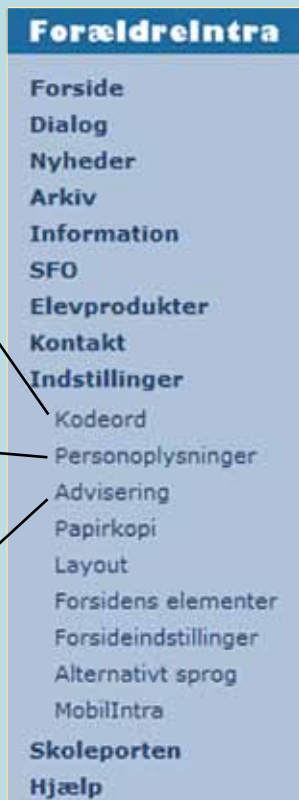 ForældreIntra
Forside
Dialog
Nyheder
Arkiv
Information
SFO
Elevprodukter
Kontakt
Indstillinger
Kodeord
Personoplysninger
Advisering
Papirkopi
Layout
Forsidens elementer
Forsideindstillinger
Alternativt sprog
MobilIntra
Skoleporten
Hjælp